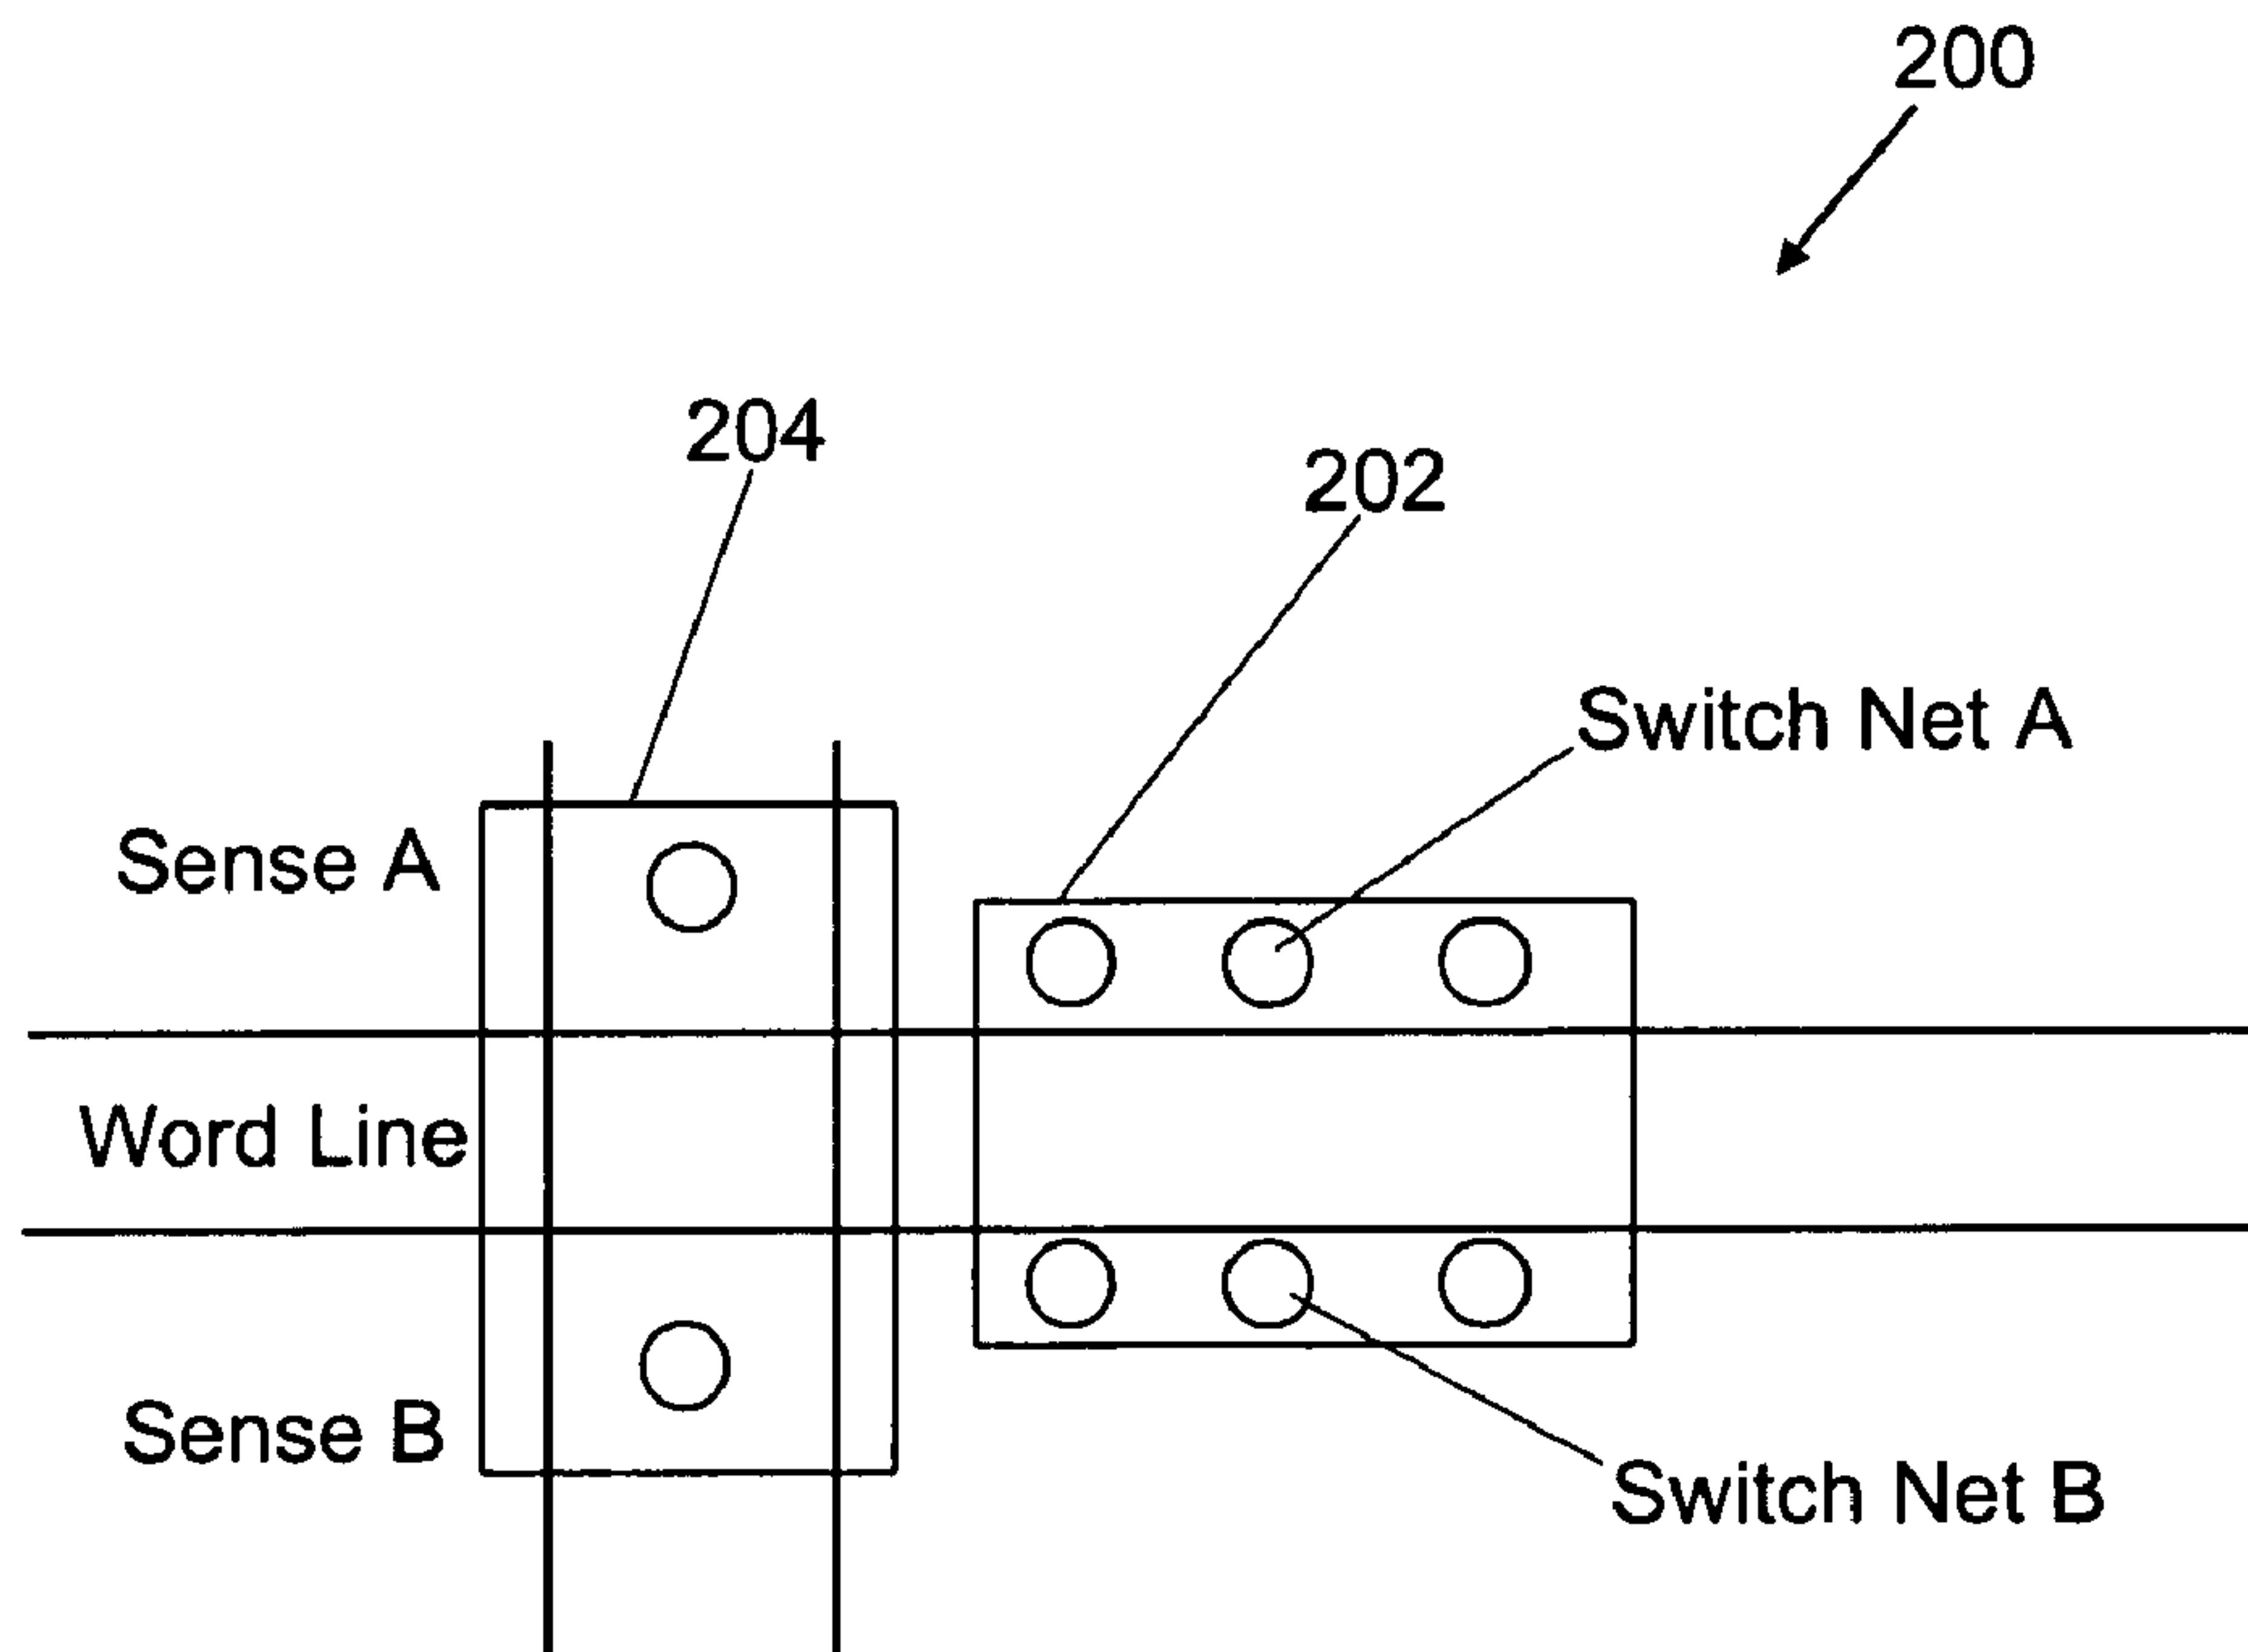 200
204
202
Switch Net A
Sense A
Word Line
Sense B
Switch Net B